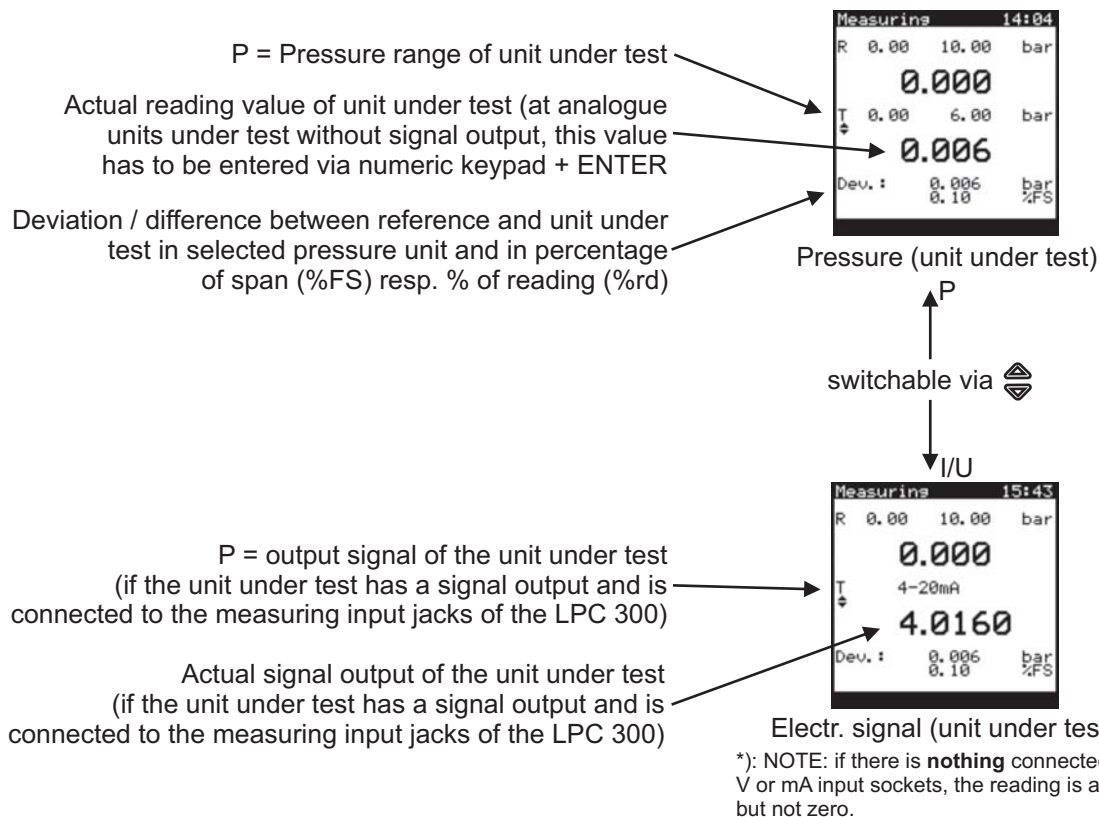 P = Pressure range of unit under test
Actual reading value of unit under test (at analogue
units under test without signal output, this value
has to be entered via numeric keypad + ENTER
Deviation / difference between reference and unit under
test in selected pressure unit and in percentage
of span (%FS) resp. % of reading (%rd)
Measuring 14:04
R 0.00 10.00 bar
0.000
T 0.00 6.00 bar
0.006
Dev.: 0.006 bar
0.10 %FS
Pressure (unit under test)
P
switchable via
I/U
P = output signal of the unit under test
(if the unit under test has a signal output and is
connected to the measuring input jacks of the LPC 300)
Actual signal output of the unit under test
(if the unit under test has a signal output and is
connected to the measuring input jacks of the LPC 300)
Measuring 15:43
R 0.00 10.00 bar
0.000
T 4-20mA
4.0160
Dev.: 0.006 bar
0.10 %FS
Electr. signal (unit under tes
*): NOTE: if there is nothing connecte
V or mA input sockets, the reading is a
but not zero.